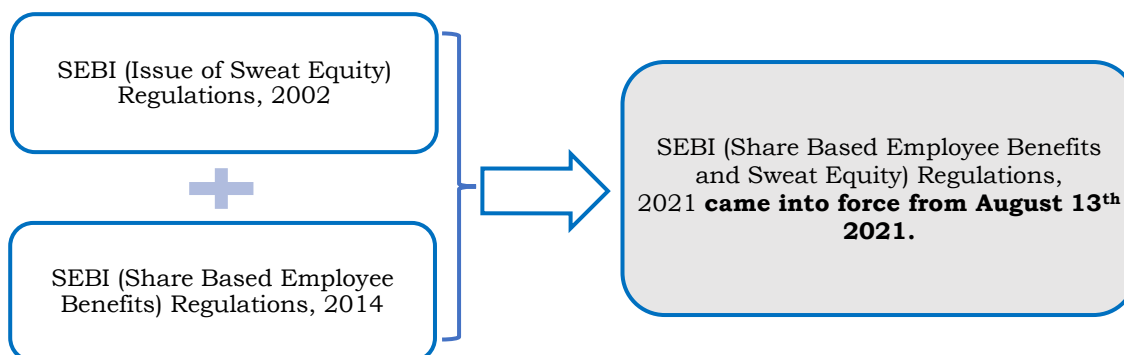 SEBI (Issue of Sweat Equity)
Regulations, 2002
SEBI (Share Based Employee
Benefits) Regulations, 2014
SEBI (Share Based Employee Benefits
and Sweat Equity) Regulations,
2021 came into force from August 13th
2021.